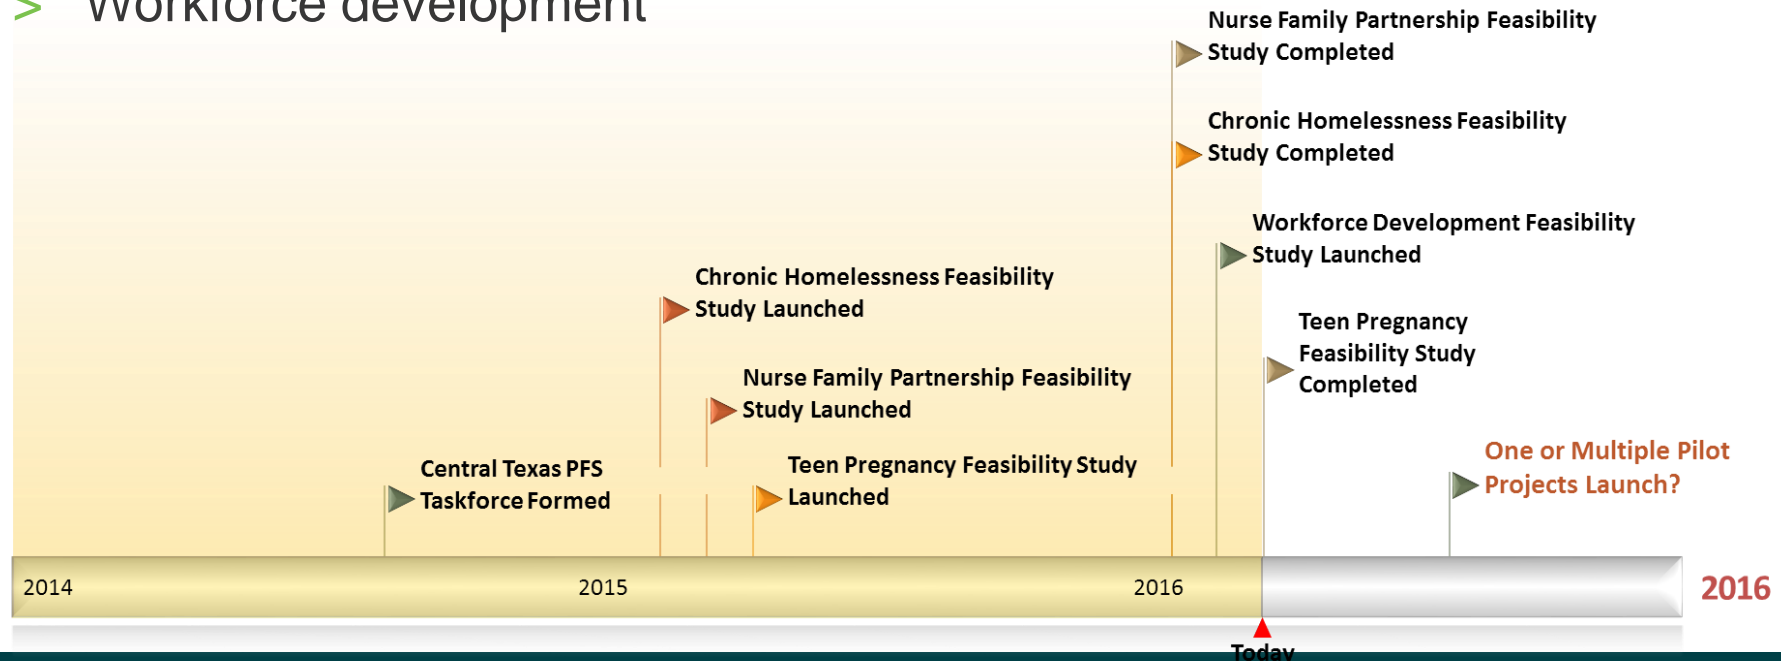 > Workforce development
Nurse Family Partnership Feasibility
Study Completed
Chronic Homelessness Feasibility
Study Completed
Workforce Development Feasibility
Study Launched
Chronic Homelessness Feasibility
Study Launched
Teen Pregnancy
Feasibility Study
Completed
Nurse Family Partnership Feasibility
Study Launched
One or Multiple Pilot
Projects Launch?
Central Texas PFS
Taskforce Formed
Teen Pregnancy Feasibility Study
Launched
2014
2015
2016
2016
Today